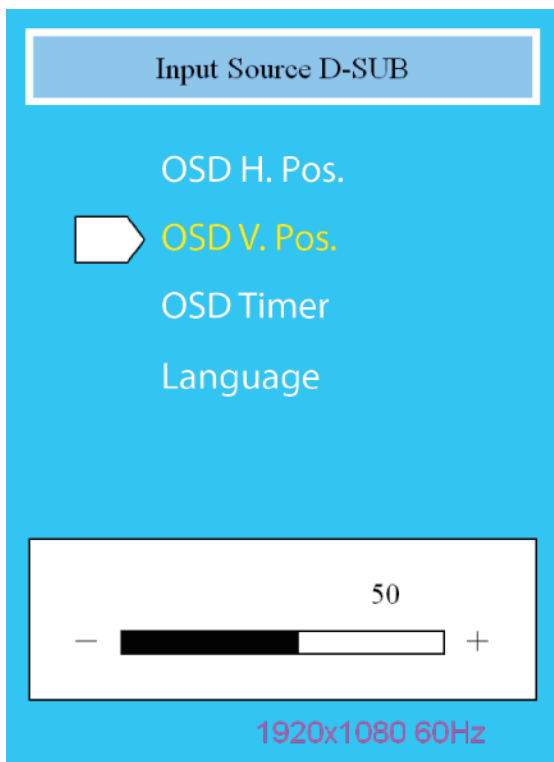 Input Source D-SUB
OSD H. Pos.
OSD V. Pos.
OSD Timer
Language
50
− +
1920x1080 60Hz